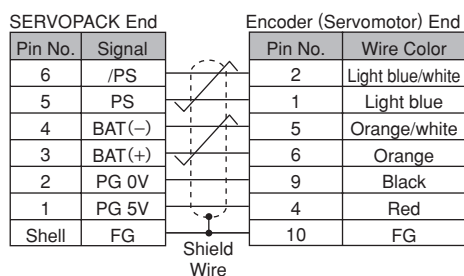 SERVOPACK End Encoder (Servomotor) End
Pin No. Signal Pin No. Wire Color
6 /PS 2 Light blue/white
5 PS 1 Light blue
4 BAT(−) 5 Orange/white
3 BAT(+) 6 Orange
2 PG 0V 9 Black
1 PG 5V 4 Red
Shell FG 10 FG
Shield
Wire